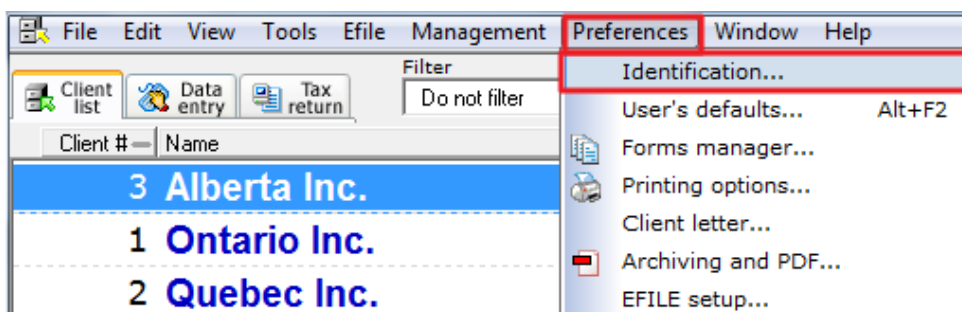 File Edit View Tools Efile Management Preferences Window Help
Filter
Client list
Data entry
Tax return
Do not filter
Client # Name
3 Alberta Inc.
1 Ontario Inc.
2 Quebec Inc.
Identification...
User's defaults... Alt+F2
Forms manager...
Printing options...
Client letter...
Archiving and PDF...
EFILE setup...